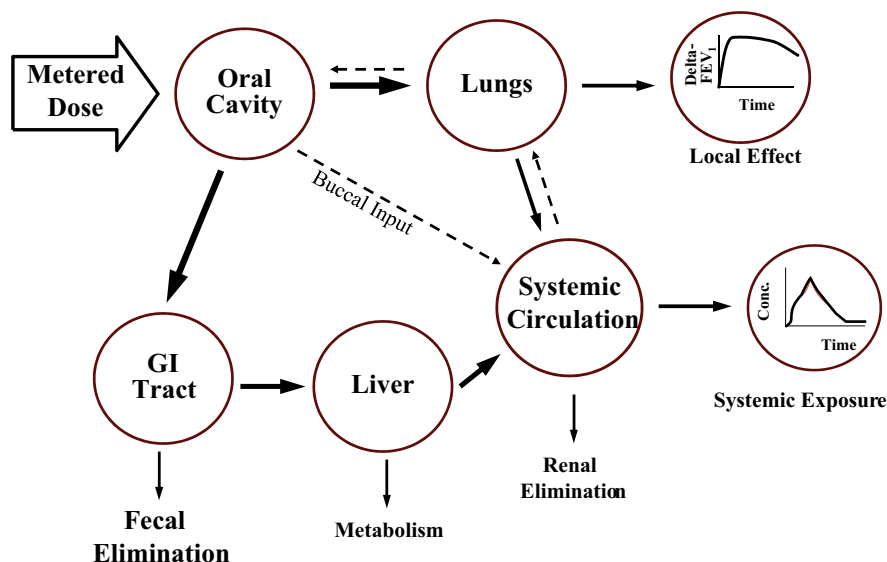 Metered
Dose
Oral
Cavity
Lungs
Delta-
FEV1
Time
Local Effect
Buccal Input
Systemic
Circulation
Conc.
Time
Systemic Exposure
GI
Tract
Liver
Renal
Elimination
Metabolism
Fecal
Elimination